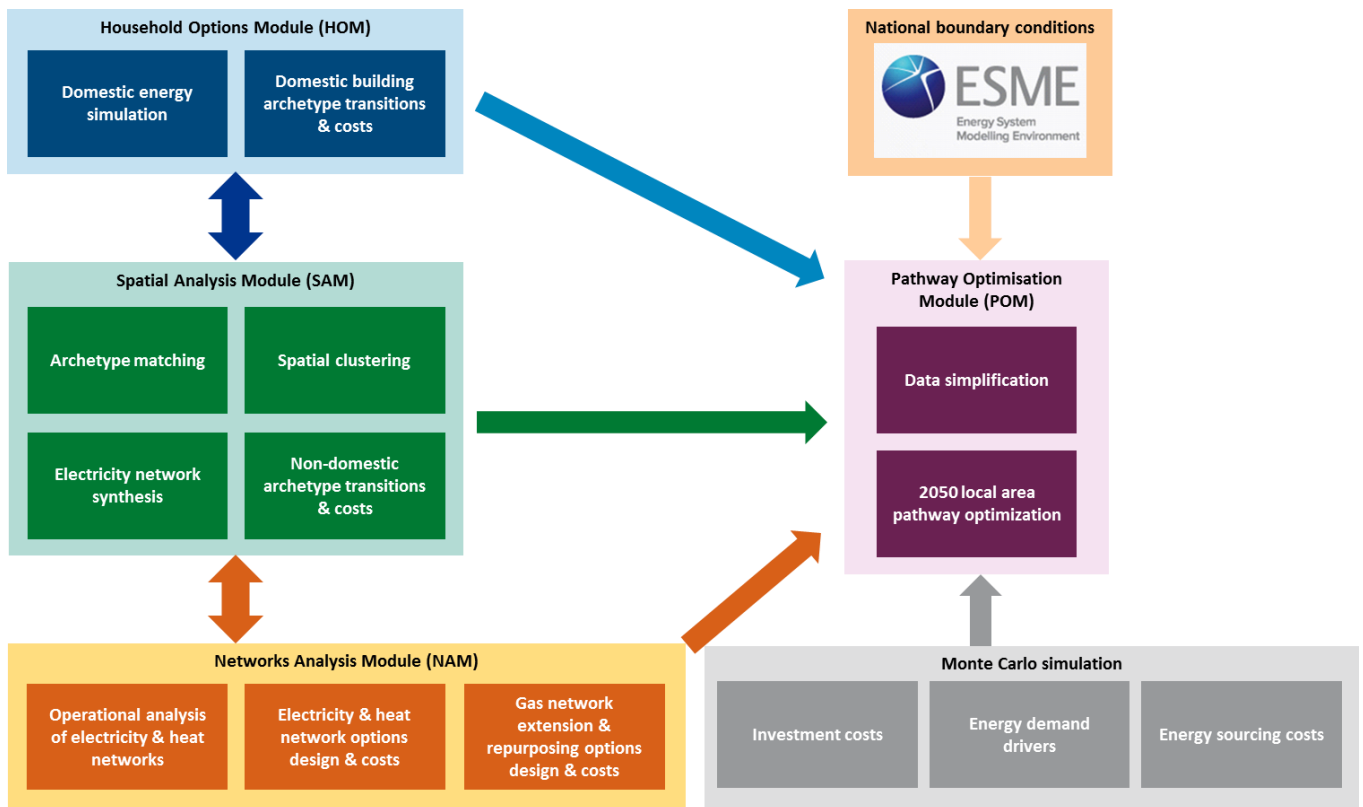 Household Options Module (HOM)
Domestic energy
simulation
Domestic building
archetype transitions
& costs
National boundary conditions
ESME
Energy System
Modelling Environment
Spatial Analysis Module (SAM)
Archetype matching
Spatial clustering
Electricity network
synthesis
Non-domestic
archetype transitions
& costs
Pathway Optimisation
Module (POM)
Data simplification
2050 local area
pathway optimization
Networks Analysis Module (NAM)
Operational analysis
of electricity & heat
networks
Electricity & heat
network options
design & costs
Gas network
extension &
repurposing options
design & costs
Monte Carlo simulation
Investment costs
Energy demand
drivers
Energy sourcing costs